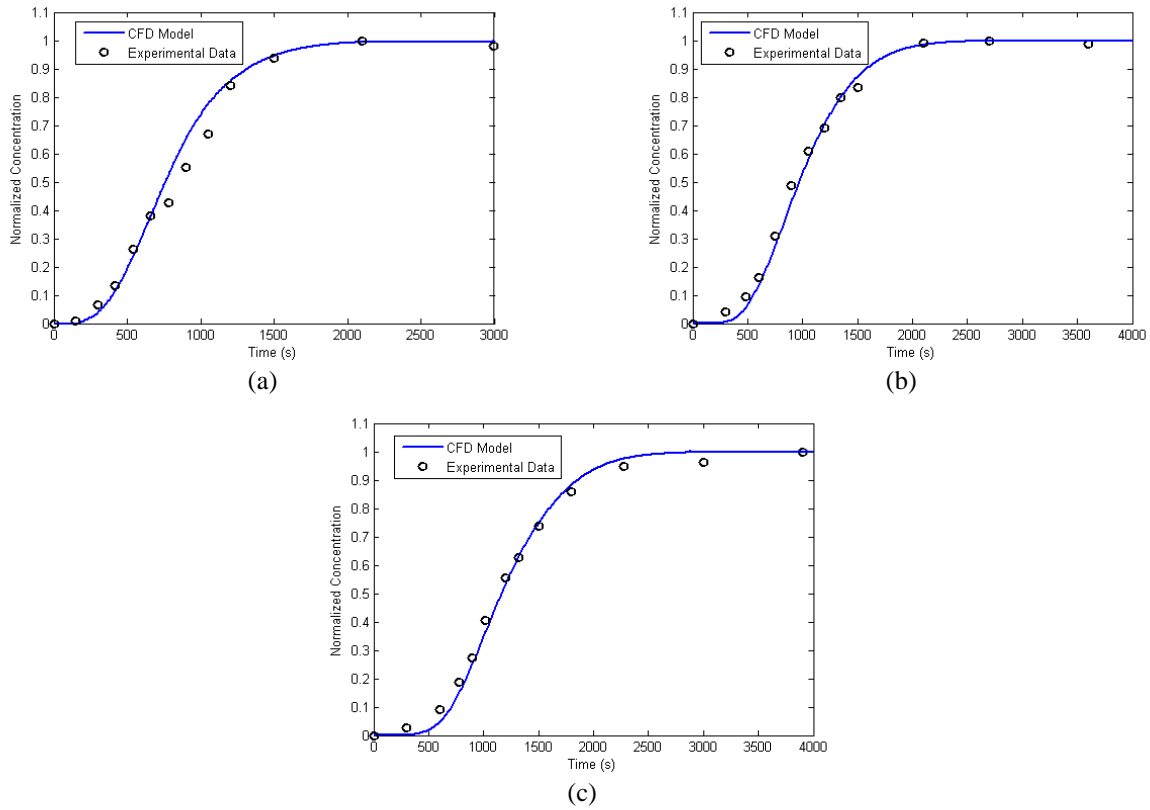 1.1
1
0.9
0.8
0.7
0.6
0.5
0.4
0.3
0.2
0.1
0
Normalized Concentration
CFD Model
Experimental Data
0 500 1000 1500 2000 2500 3000
Time (s)
(a)
1.1
1
0.9
0.8
0.7
0.6
0.5
0.4
0.3
0.2
0.1
0
Normalized Concentration
CFD Model
Experimental Data
0 500 1000 1500 2000 2500 3000 3500 4000
Time (s)
(b)
1.1
1
0.9
0.8
0.7
0.6
0.5
0.4
0.3
0.2
0.1
0
Normalized Concentration
CFD Model
Experimental Data
0 500 1000 1500 2000 2500 3000 3500 4000
Time (s)
(c)